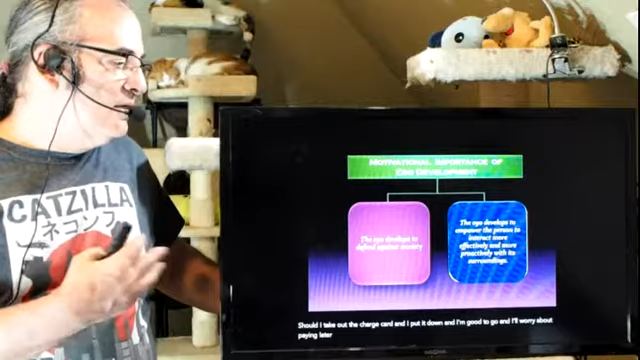 CATZILLA
ネコンフ
MOTIVATIONAL IMPORTANCE OF
EGO DEVELOPMENT
The ego develops to
defend against anxiety
The ego develops to
empower the person to
interact more
effectively and more
proactively with its
surroundings.
Should I take out the charge card and I put it down and I'm good to go and I'll worry about
paying later